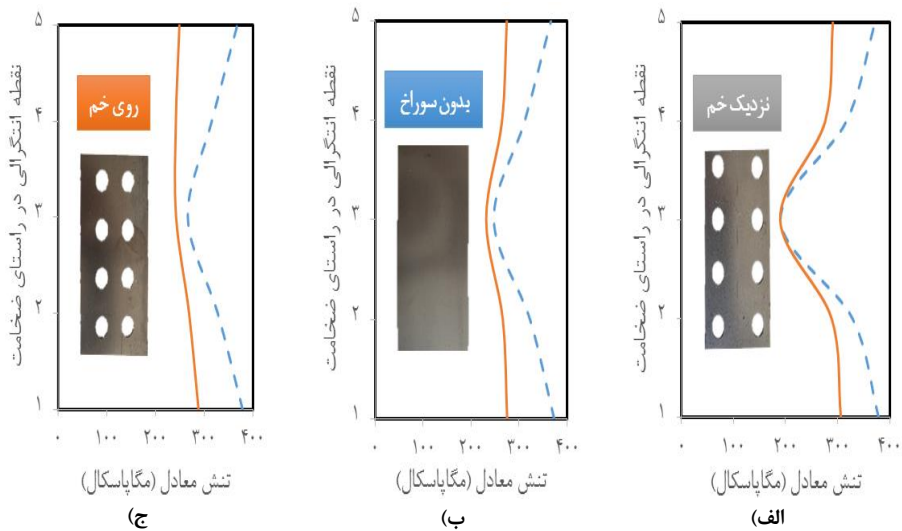 نزدیک خم
نقطه انتگرالی در راستای ضخامت
۵
۴
۳
۲
۱
۰ ۱۰۰ ۲۰۰ ۳۰۰ ۴۰۰
تنش معادل (مگاپاسکال)
الف)
بدون سوراخ
نقطه انتگرالی در راستای ضخامت
۵
۴
۳
۲
۱
۰ ۱۰۰ ۲۰۰ ۳۰۰ ۴۰۰
تنش معادل (مگاپاسکال)
ب)
روی خم
نقطه انتگرالی در راستای ضخامت
۵
۴
۳
۲
۱
۰ ۱۰۰ ۲۰۰ ۳۰۰ ۴۰۰
تنش معادل (مگاپاسکال)
ج)